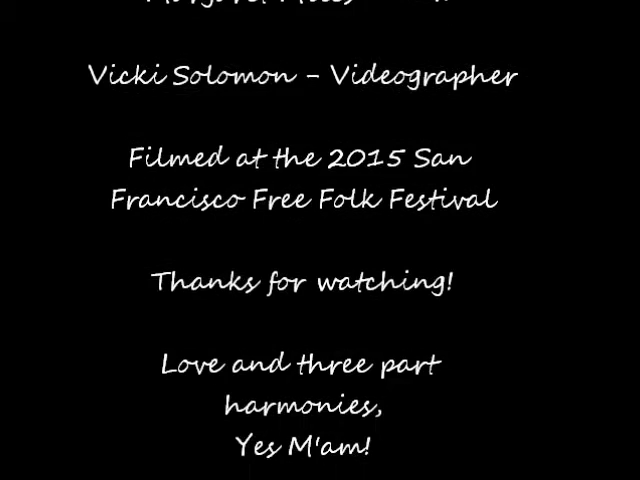 Vicki Solomon - Videographer
Filmed at the 2015 San
Francisco Free Folk Festival
Thanks for watching!
Love and three part
harmonies,
Yes M'am!